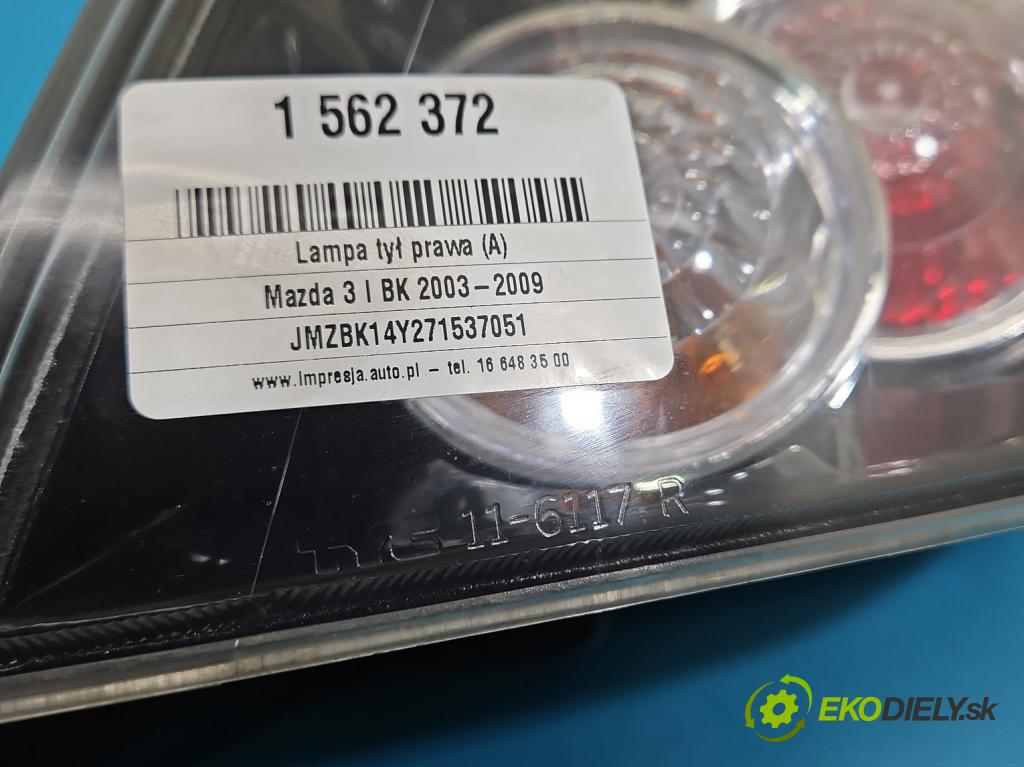 1 562 372
Lampa tył prawa (A)
Mazda 3 I BK 2003-2009
JMZBK14Y271537051
www.impresja.auto.pl - tel. 16 648 35 00
11-6117 R
EKODIELY.sk